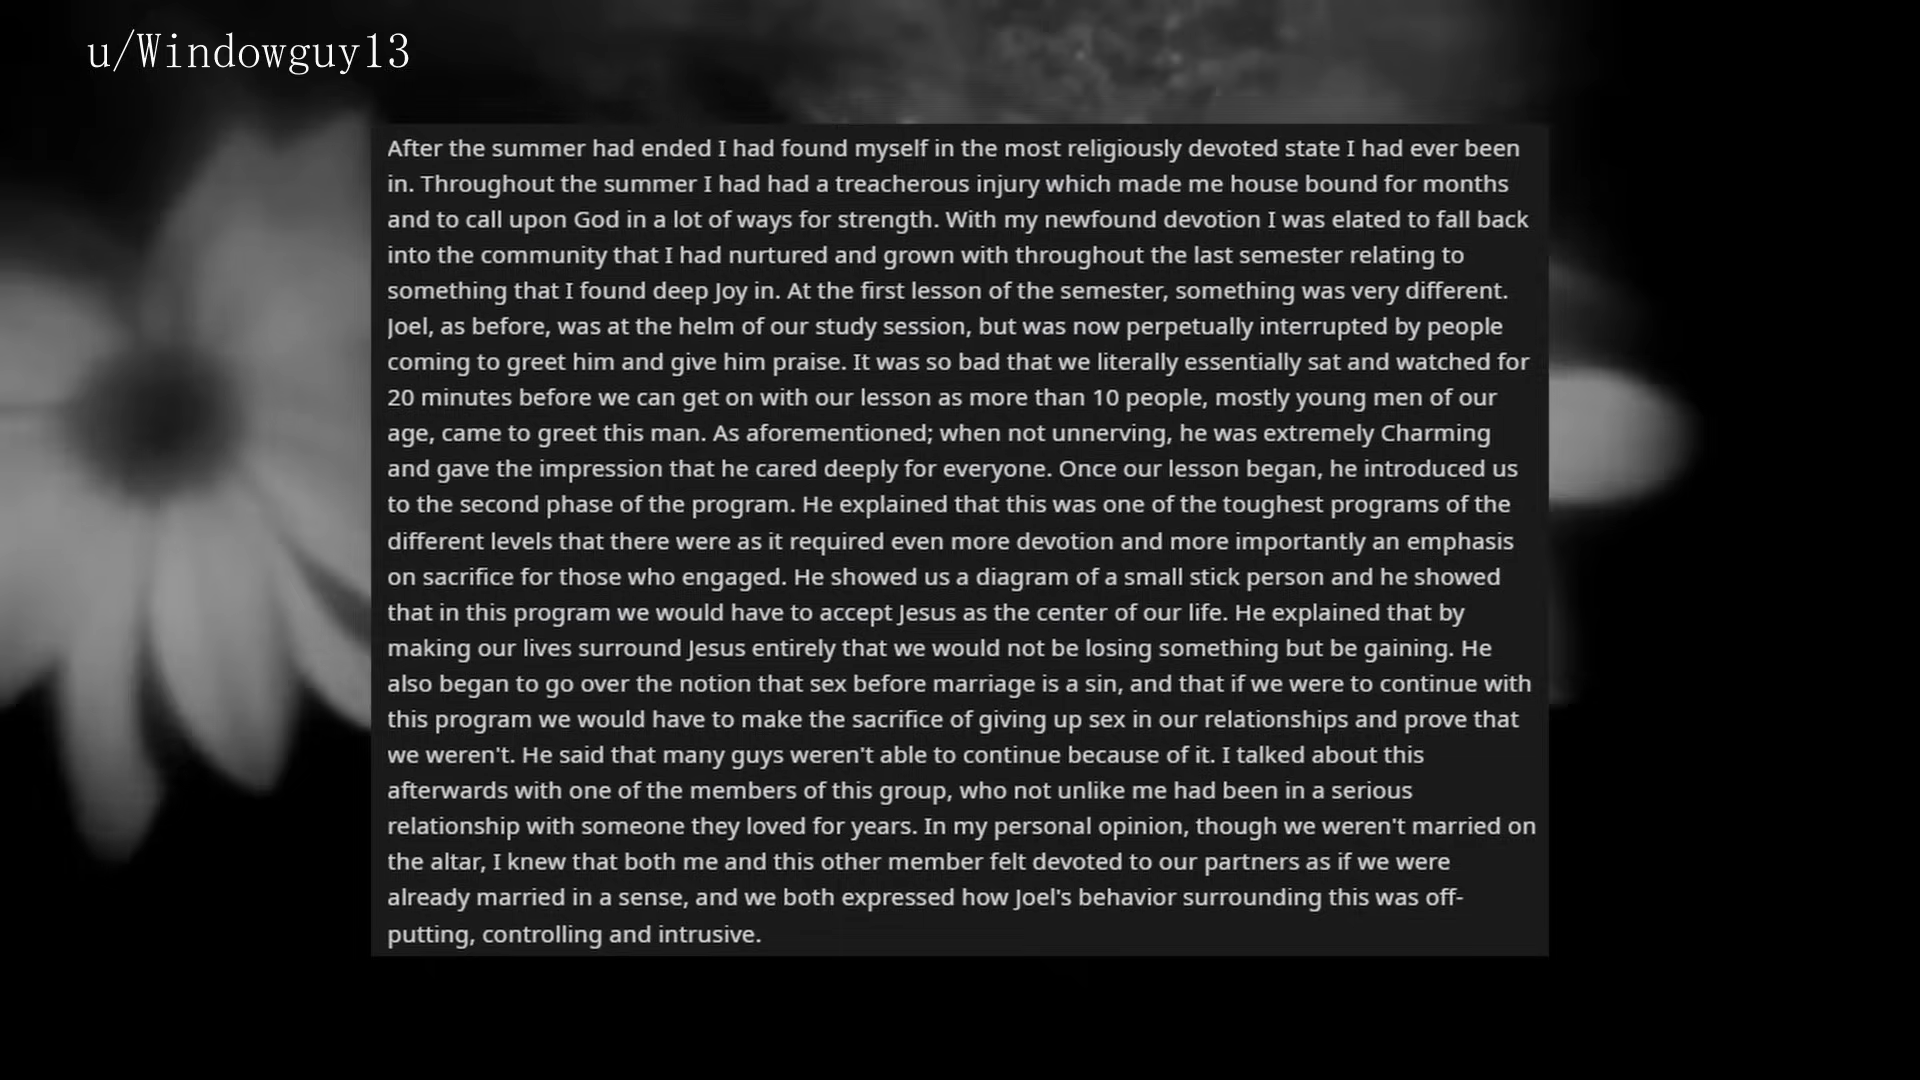 u/Windowguy13
After the summer had ended I had found myself in the most religiously devoted state I had ever been
in. Throughout the summer I had had a treacherous injury which made me house bound for months
and to call upon God in a lot of ways for strength. With my newfound devotion I was elated to fall back
into the community that I had nurtured and grown with throughout the last semester relating to
something that I found deep Joy in. At the first lesson of the semester, something was very different.
Joel, as before, was at the helm of our study session, but was now perpetually interrupted by people
coming to greet him and give him praise. It was so bad that we literally essentially sat and watched for
20 minutes before we can get on with our lesson as more than 10 people, mostly young men of our
age, came to greet this man. As aforementioned; when not unnerving, he was extremely Charming
and gave the impression that he cared deeply for everyone. Once our lesson began, he introduced us
to the second phase of the program. He explained that this was one of the toughest programs of the
different levels that there were as it required even more devotion and more importantly an emphasis
on sacrifice for those who engaged. He showed us a diagram of a small stick person and he showed
that in this program we would have to accept Jesus as the center of our life. He explained that by
making our lives surround Jesus entirely that we would not be losing something but be gaining. He
also began to go over the notion that sex before marriage is a sin, and that if we were to continue with
this program we would have to make the sacrifice of giving up sex in our relationships and prove that
we weren't. He said that many guys weren't able to continue because of it. I talked about this
afterwards with one of the members of this group, who not unlike me had been in a serious
relationship with someone they loved for years. In my personal opinion, though we weren't married on
the altar, I knew that both me and this other member felt devoted to our partners as if we were
already married in a sense, and we both expressed how Joel's behavior surrounding this was off-
putting, controlling and intrusive.